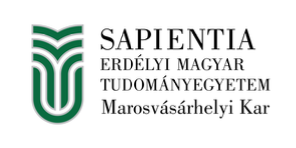 SAPIENTIA
ERDÉLYI MAGYAR
TUDOMÁNYEGYETEM
Marosvásárhelyi Kar